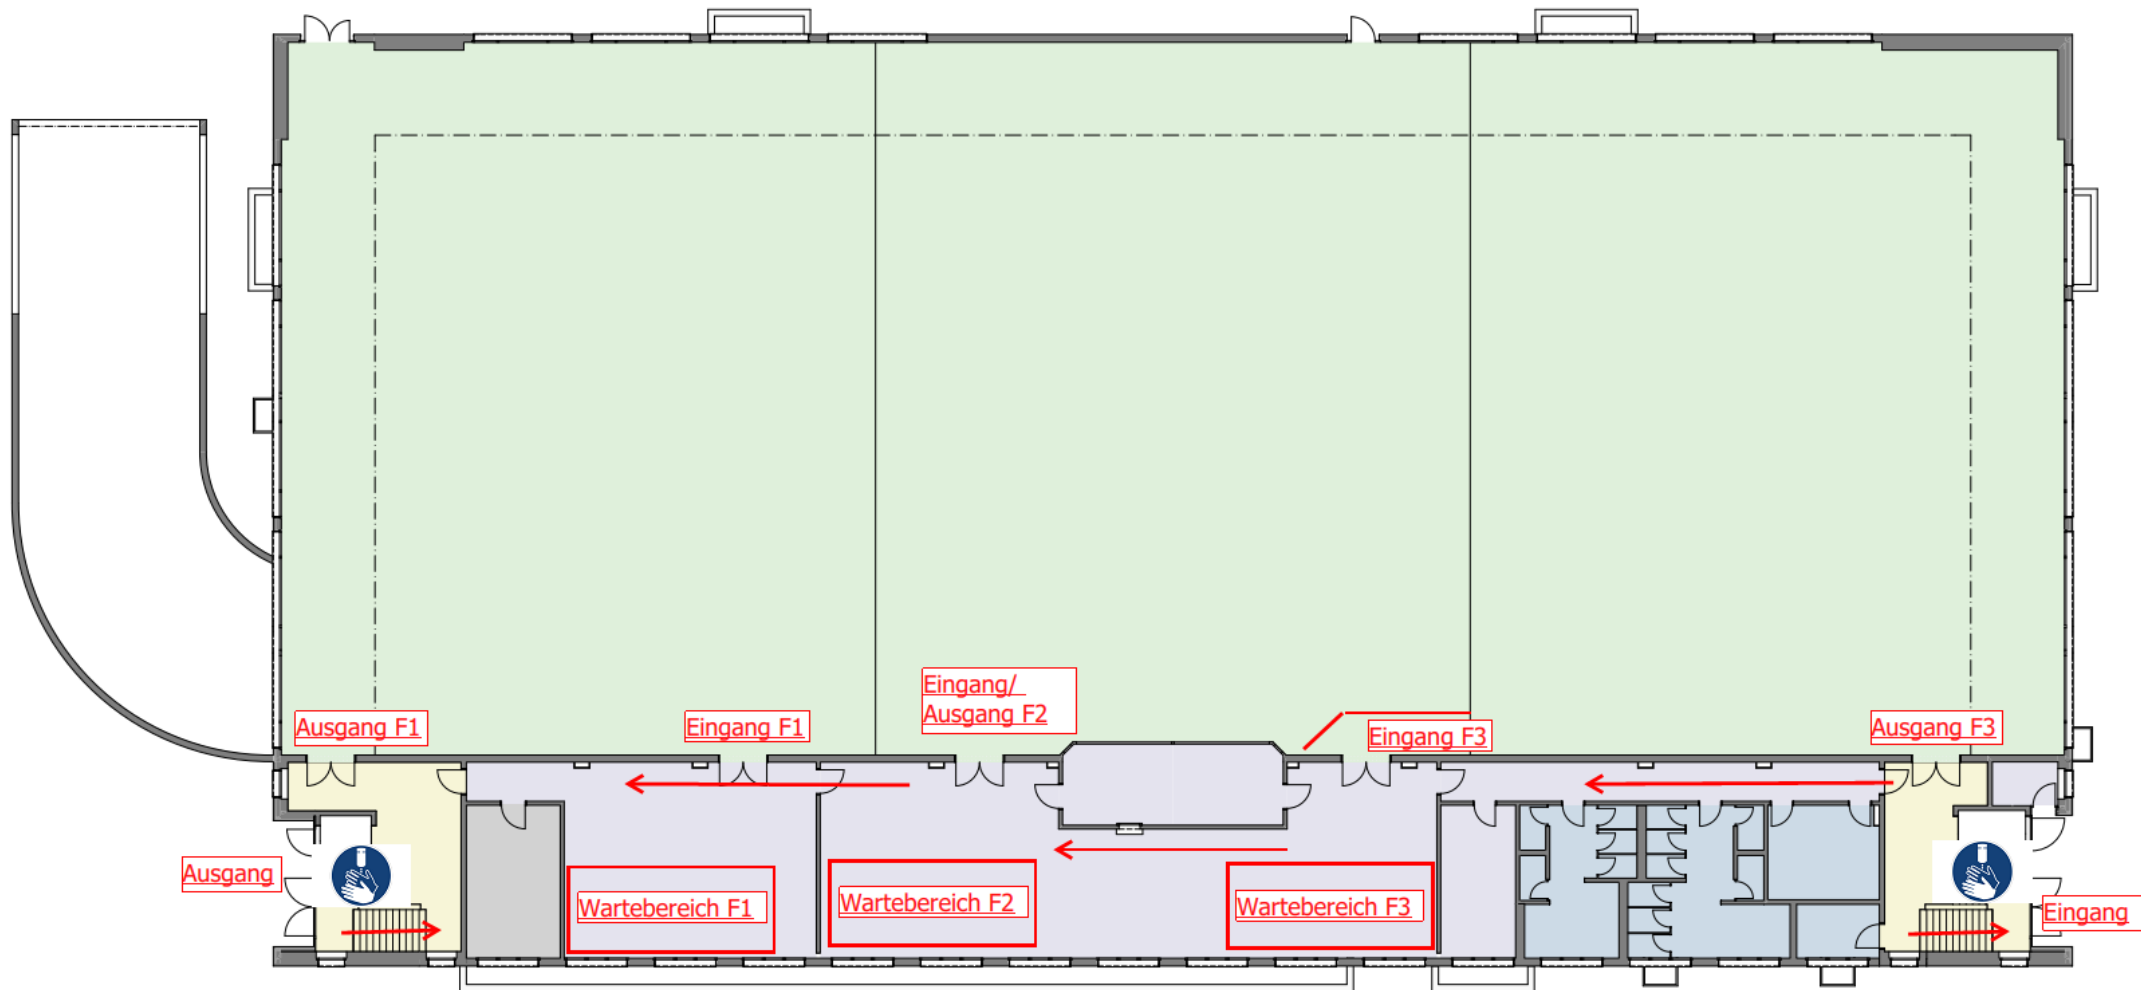 Eingang/
Ausgang F2
Ausgang F1
Eingang F1
Eingang F3
Ausgang F3
Ausgang
Wartebereich F1
Wartebereich F2
Wartebereich F3
Eingang